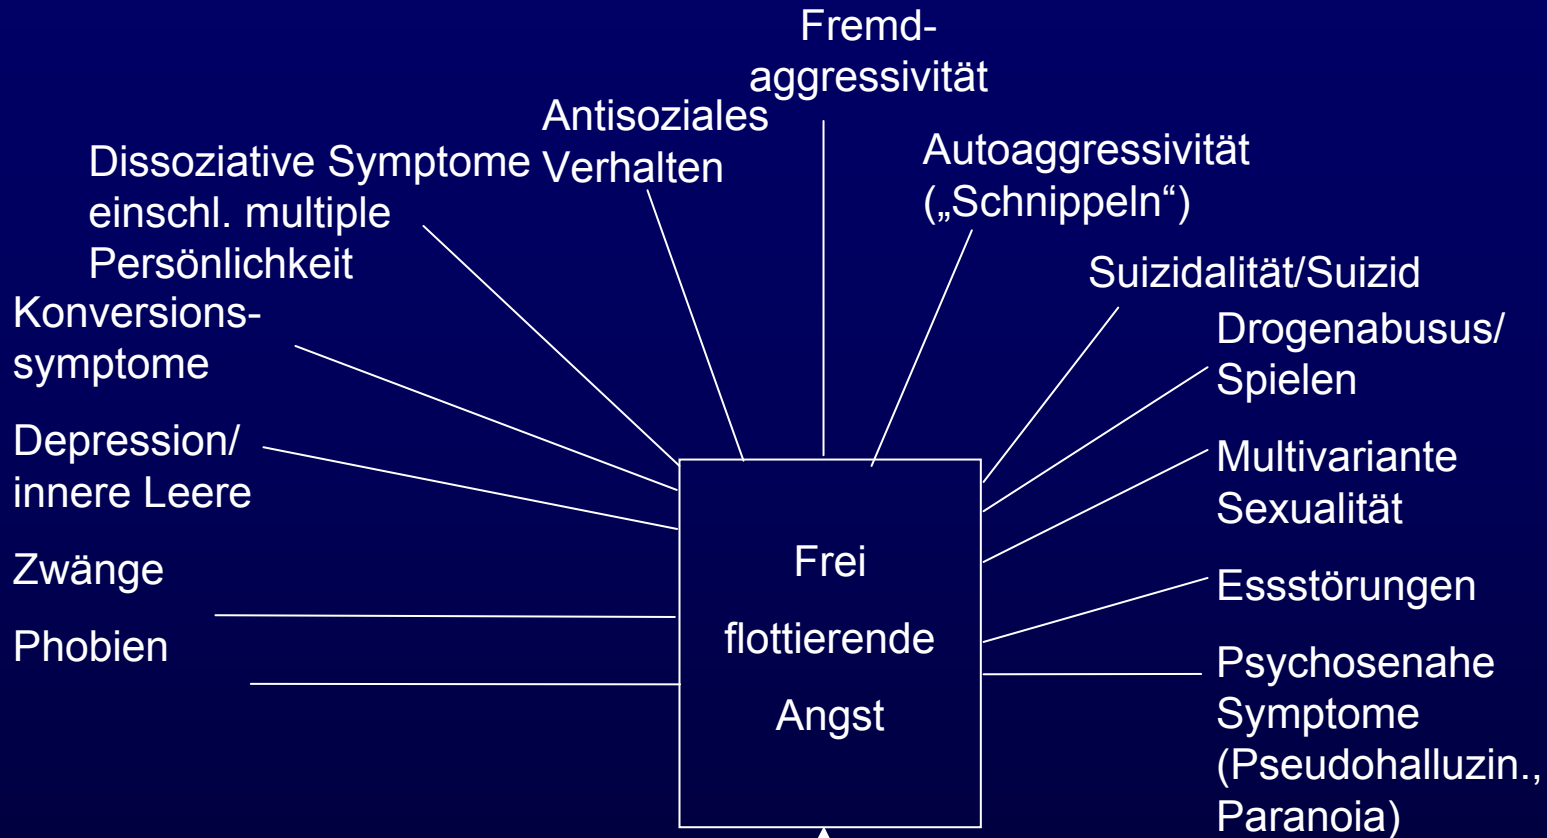 Fremd-
aggressivität
Antisoziales
Verhalten
Dissoziative Symptome
einschl. multiple
Persönlichkeit
Autoaggressivität
(„Schnippeln“)
Suizidalität/Suizid
Konversions-
symptome
Drogenabusus/
Spielen
Depression/
innere Leere
Multivariante
Sexualität
Zwänge
Phobien
Frei
flottierende
Angst
Essstörungen
Psychosenahe
Symptome
(Pseudohalluzin.,
Paranoia)